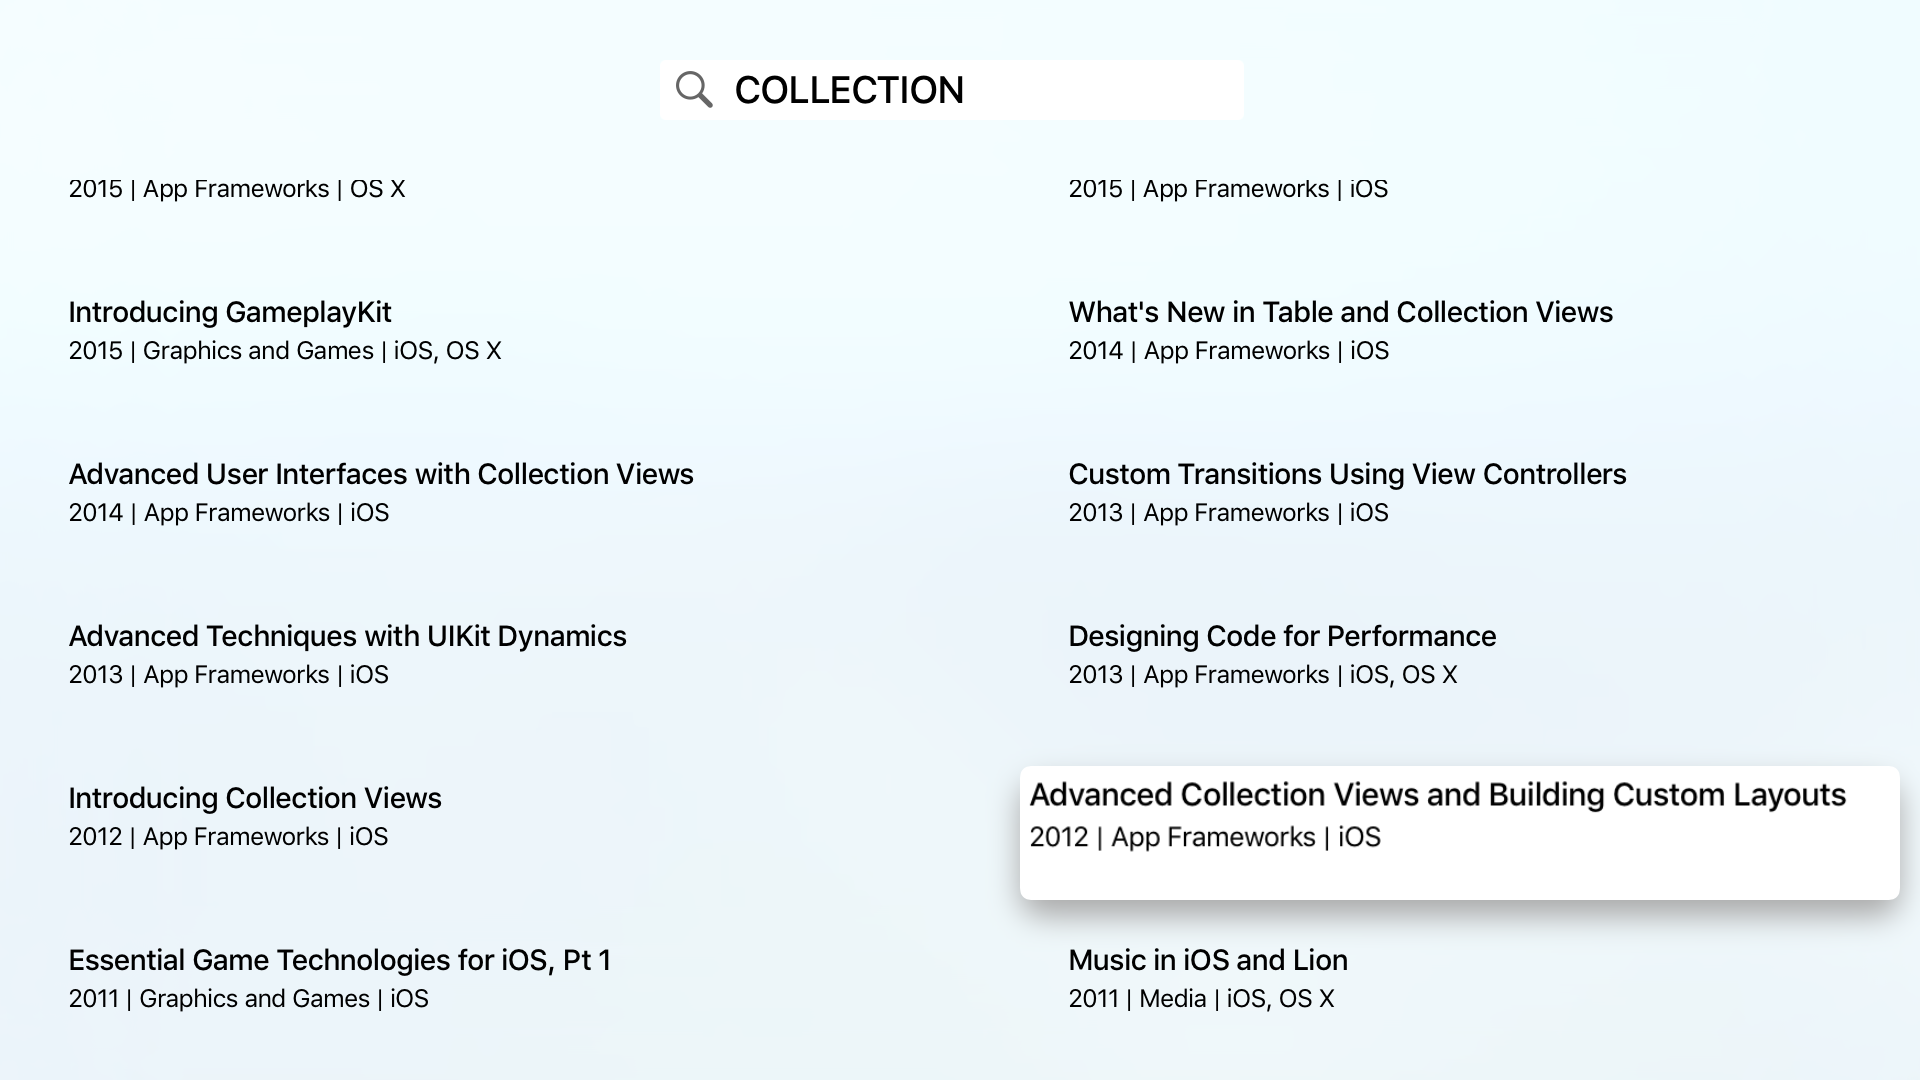 COLLECTION
2015 | App Frameworks | OS X
2015 | App Frameworks | iOS
Introducing GameplayKit
2015 | Graphics and Games | iOS, OS X
What's New in Table and Collection Views
2014 | App Frameworks | iOS
Advanced User Interfaces with Collection Views
2014 | App Frameworks | iOS
Custom Transitions Using View Controllers
2013 | App Frameworks | iOS
Advanced Techniques with UIKit Dynamics
2013 | App Frameworks | iOS
Designing Code for Performance
2013 | App Frameworks | iOS, OS X
Introducing Collection Views
2012 | App Frameworks | iOS
Advanced Collection Views and Building Custom Layouts
2012 | App Frameworks | iOS
Essential Game Technologies for iOS, Pt 1
2011 | Graphics and Games | iOS
Music in iOS and Lion
2011 | Media | iOS, OS X